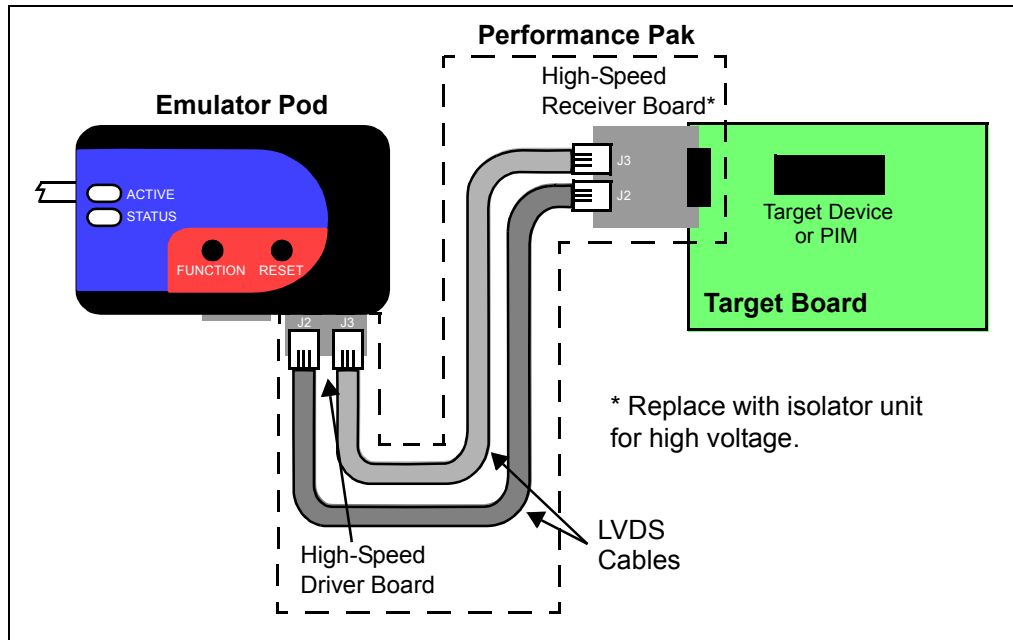 Performance Pak
High-Speed
Receiver Board*
Emulator Pod
J3
J2
ACTIVE
STATUS
FUNCTION RESET
Target Device
or PIM
Target Board
J2 J3
* Replace with isolator unit
for high voltage.
LVDS
Cables
High-Speed
Driver Board